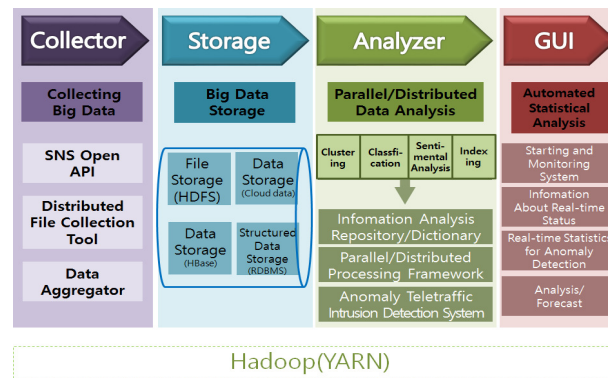 Collector
Storage
Analyzer
GUI
Collecting
Big Data
SNS Open
API
Distributed
File Collection
Tool
Data
Aggregator
Big Data
Storage
File
Storage
(HDFS)
Data
Storage
(Cloud data)
Data
Storage
(HBase)
Structured
Data
Storage
(RDBMS)
Parallel/Distributed
Data Analysis
Cluster
ing
Classfi-
cation
Senti-
mental
Analysis
Index
ing
Infomation Analysis
Repository/Dictionary
Parallel/Distributed
Processing Framework
Anomaly Teletraffic
Intrusion Detection System
Automated
Statistical
Analysis
Starting and
Monitoring
System
Infomation
About Real-time
Status
Real-time Statistics
for Anomaly
Detection
Analysis/
Forecast
Hadoop(YARN)